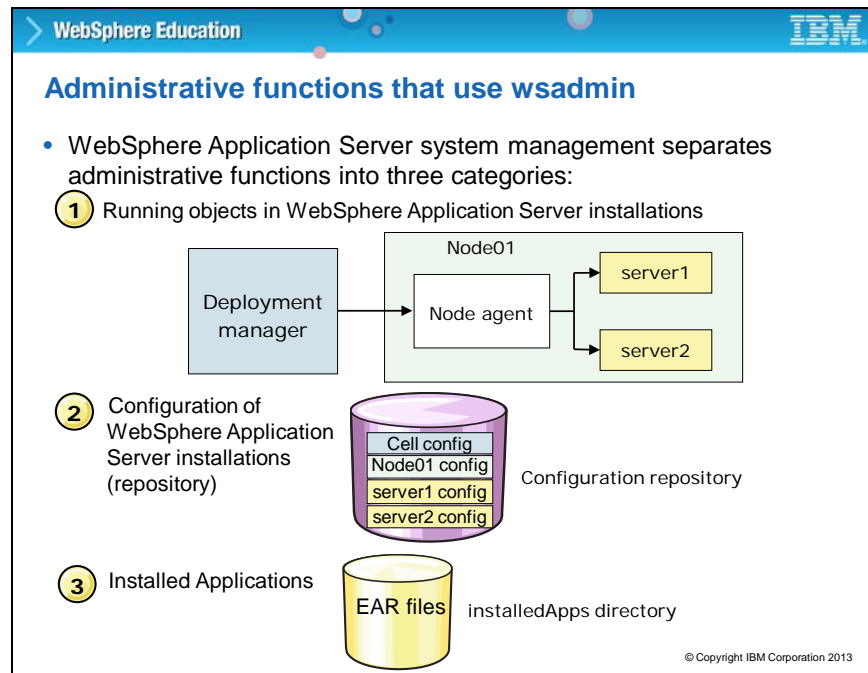 WebSphere Education
IBM
Administrative functions that use wsadmin
• WebSphere Application Server system management separates
administrative functions into three categories:
1 Running objects in WebSphere Application Server installations
Node01
Deployment
manager
Node agent
server1
server2
2 Configuration of
WebSphere Application
Server installations
(repository)
Cell config
Node01 config
server1 config
server2 config
Configuration repository
3 Installed Applications
EAR files
installedApps directory
© Copyright IBM Corporation 2013